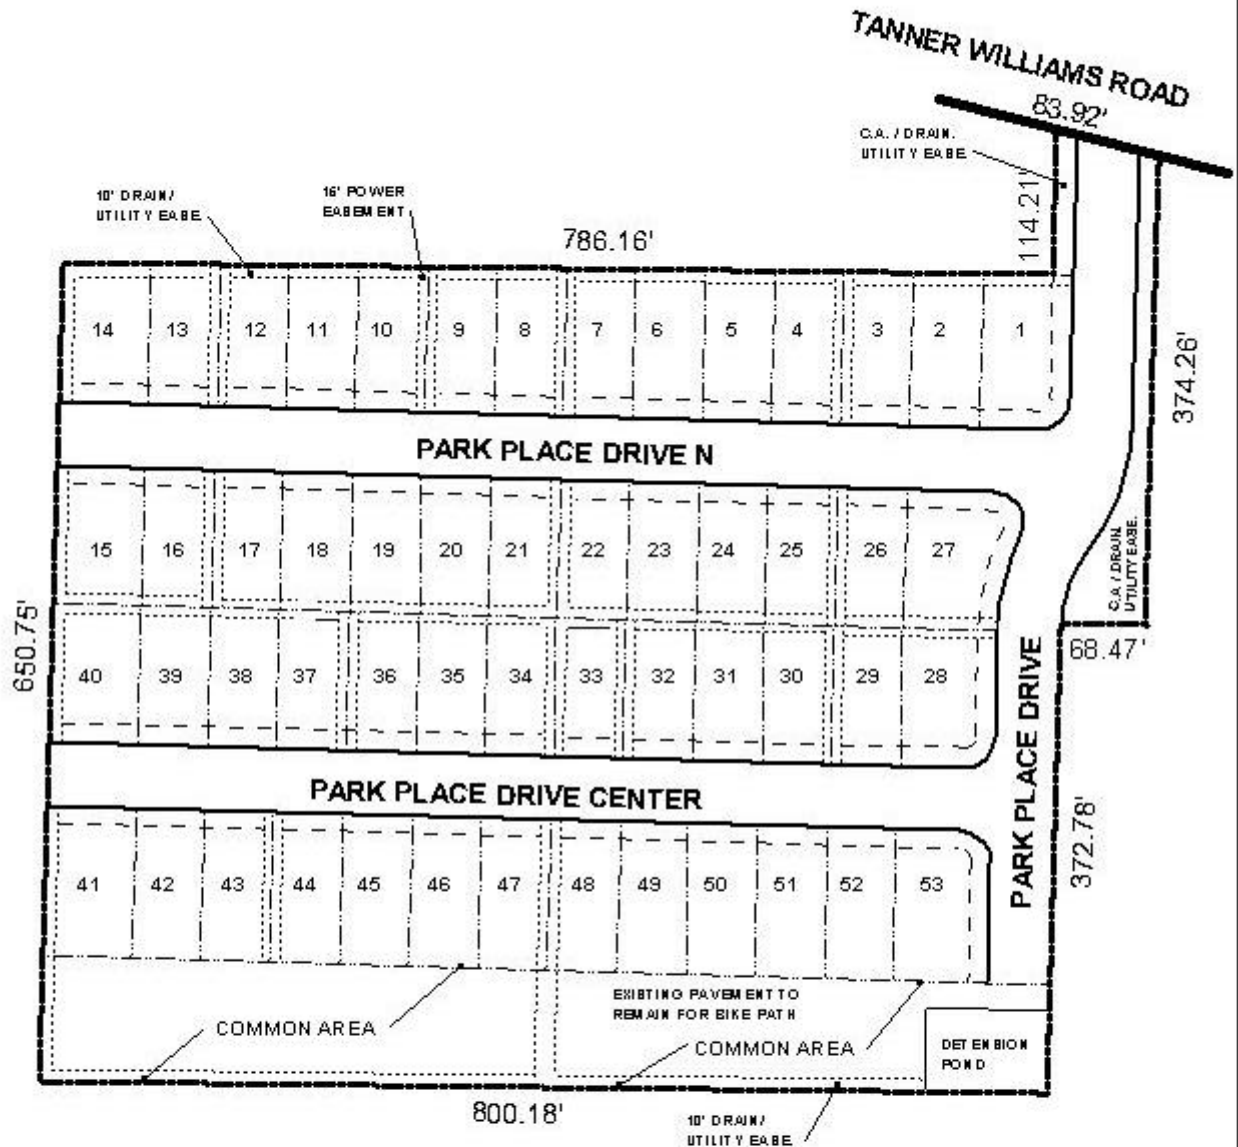 TANNER WILLIAMS ROAD
83.92'
C.A. / DRAIN.
UTILITY EASE.
114.21'
10' DRAIN/
UTILITY EASE.
16' POWER
EASEMENT
786.16'
14 13 12 11 10 9 8 7 6 5 4 3 2 1
374.26'
PARK PLACE DRIVE N
15 16 17 18 19 20 21 22 23 24 25 26 27
C.A. / DRAIN.
UTILITY EASE.
650.75'
68.47'
40 39 38 37 36 35 34 33 32 31 30 29 28
PARK PLACE DRIVE
PARK PLACE DRIVE CENTER
372.78'
41 42 43 44 45 46 47 48 49 50 51 52 53
EXISTING PAVEMENT TO
REMAIN FOR BIKE PATH
COMMON AREA
COMMON AREA
DETENSION
POND
800.18'
10' DRAIN/
UTILITY EASE.